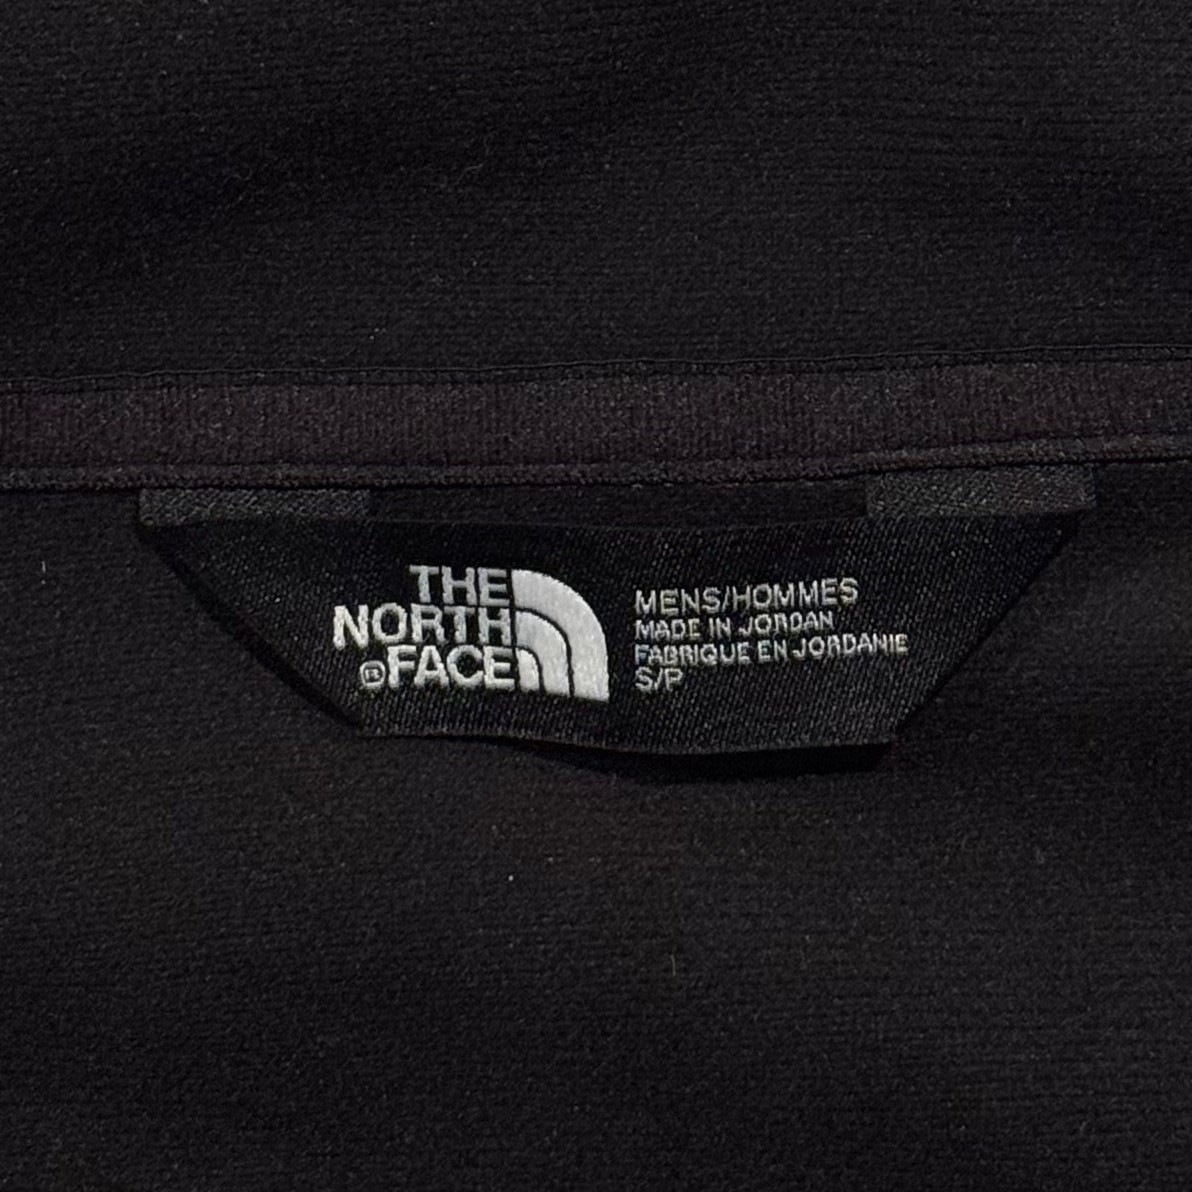 THE
NORTH
®FACE
MENS/HOMMES
MADE IN JORDAN
FABRIQUE EN JORDANIE
S/P